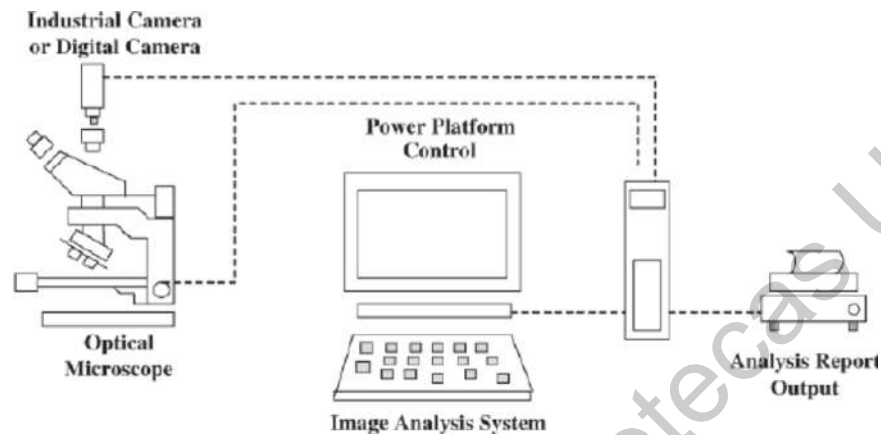 Industrial Camera
or Digital Camera
Power Platform
Control
Optical
Microscope
Analysis Report
Output
Image Analysis System